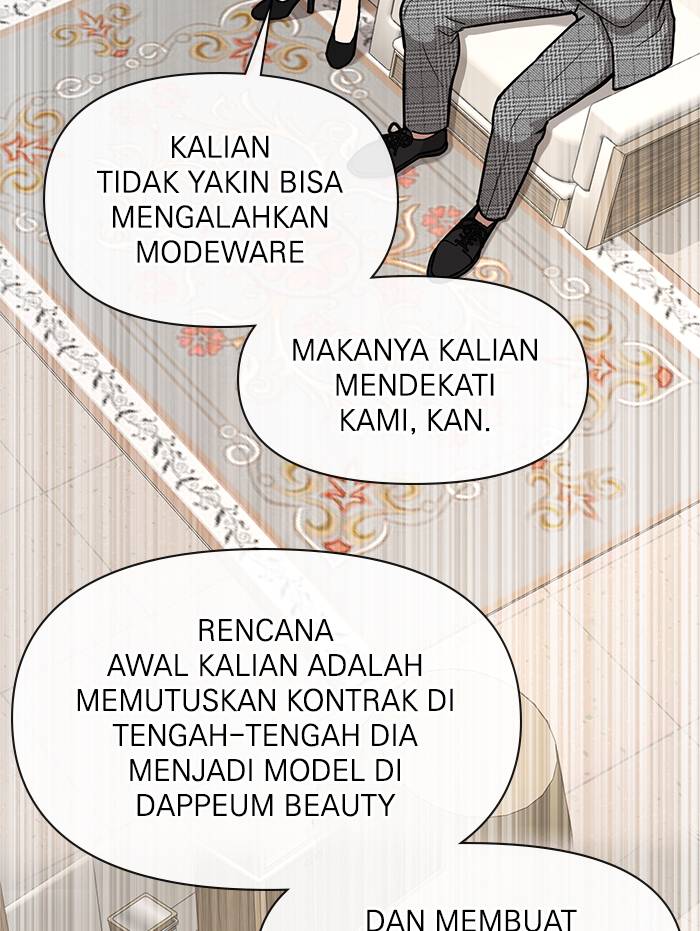 KALIAN
TIDAK YAKIN BISA
MENGALAHKAN
MODEWARE
MAKANYA KALIAN
MENDEKATI
KAMI, KAN.
RENCANA
AWAL KALIAN ADALAH
MEMUTUSKAN KONTRAK DI
TENGAH-TENGAH DIA
MENJADI MODEL DI
DAPPEUM BEAUTY
DAN MEMBUAT